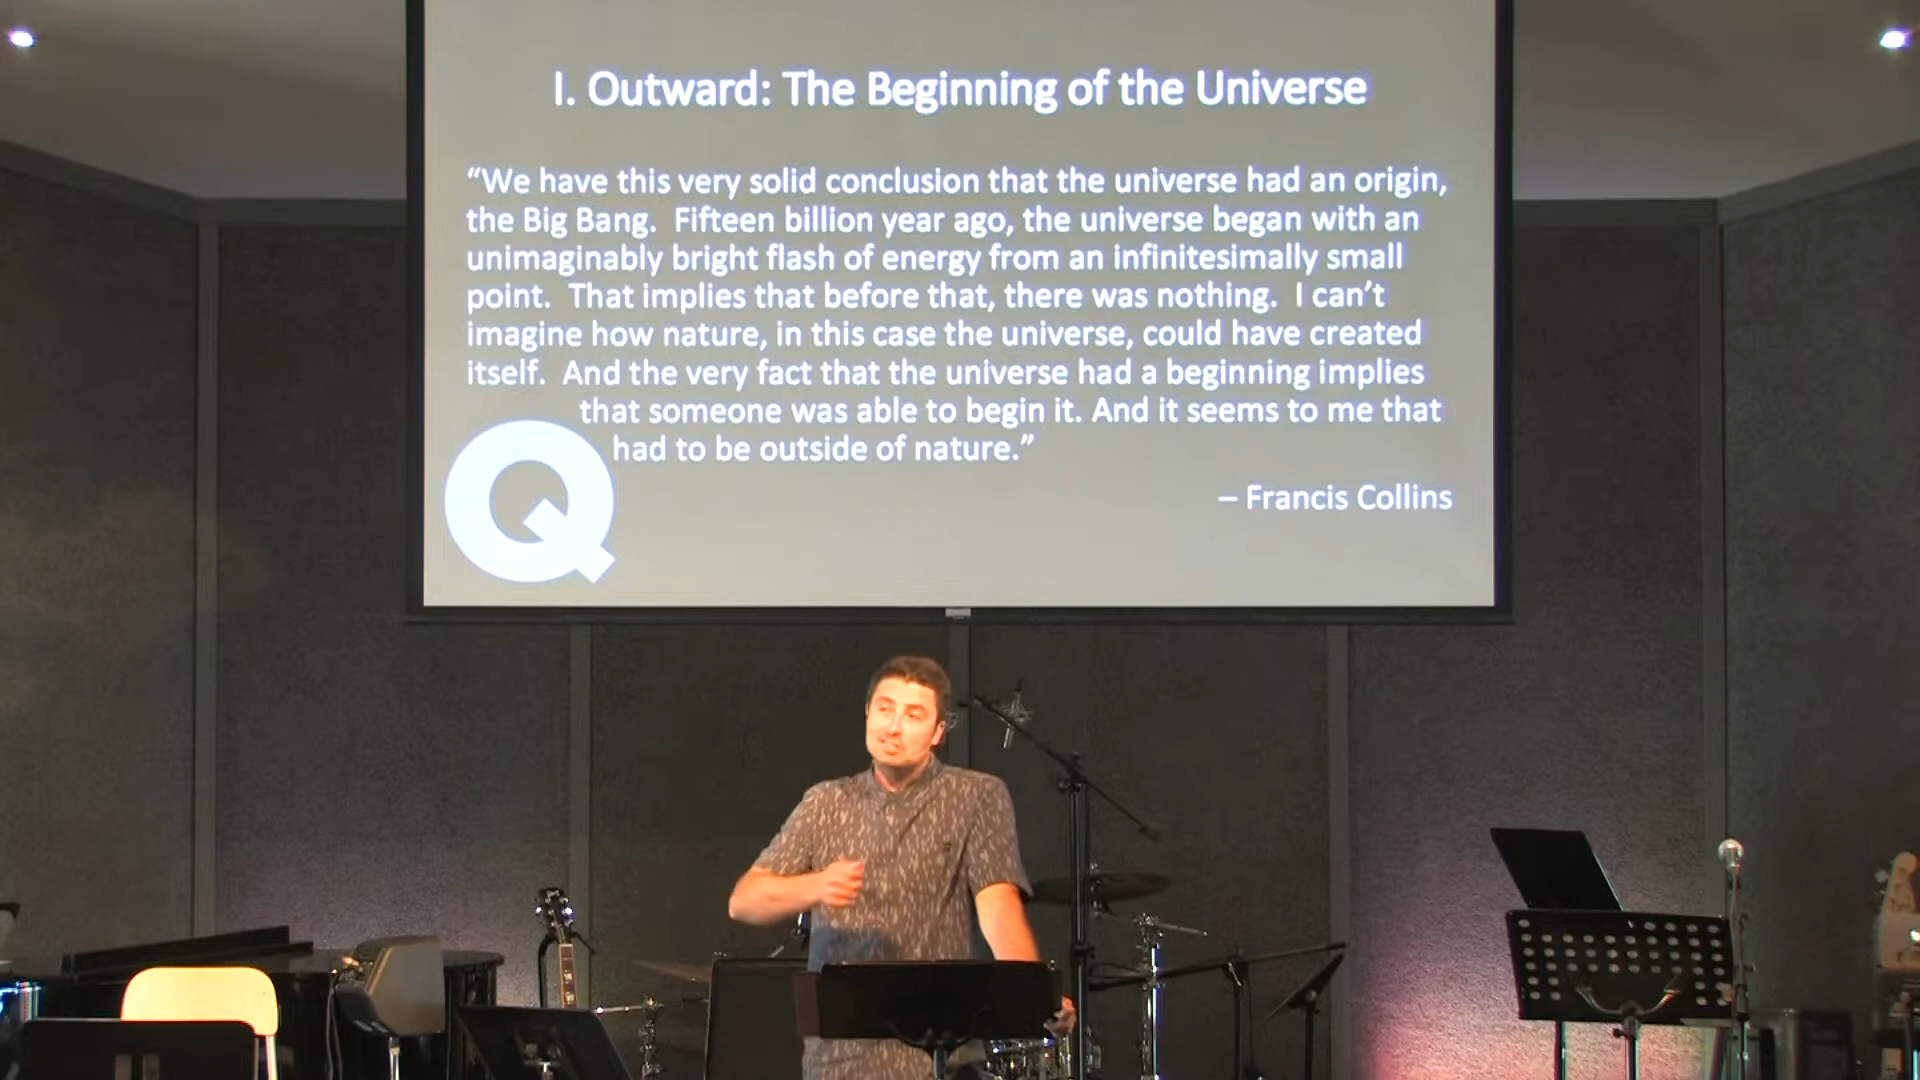 I. Outward: The Beginning of the Universe
“We have this very solid conclusion that the universe had an origin,
the Big Bang.  Fifteen billion year ago, the universe began with an
unimaginably bright flash of energy from an infinitesimally small
point.  That implies that before that, there was nothing.  I can’t
imagine how nature, in this case the universe, could have created
itself.  And the very fact that the universe had a beginning implies
that someone was able to begin it. And it seems to me that
had to be outside of nature.”
– Francis Collins
Q